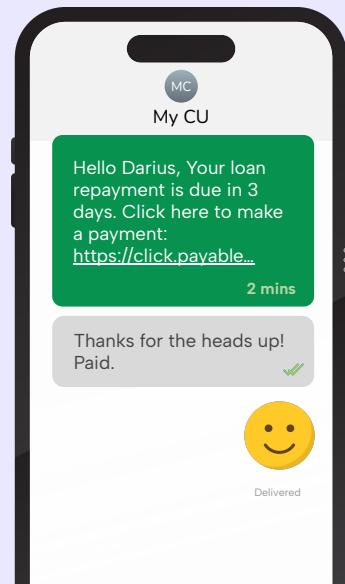 MC
My CU
Hello Darius, Your loan
repayment is due in 3
days. Click here to make
a payment:
https://click.payable...
2 mins
Thanks for the heads up!
Paid.
Delivered